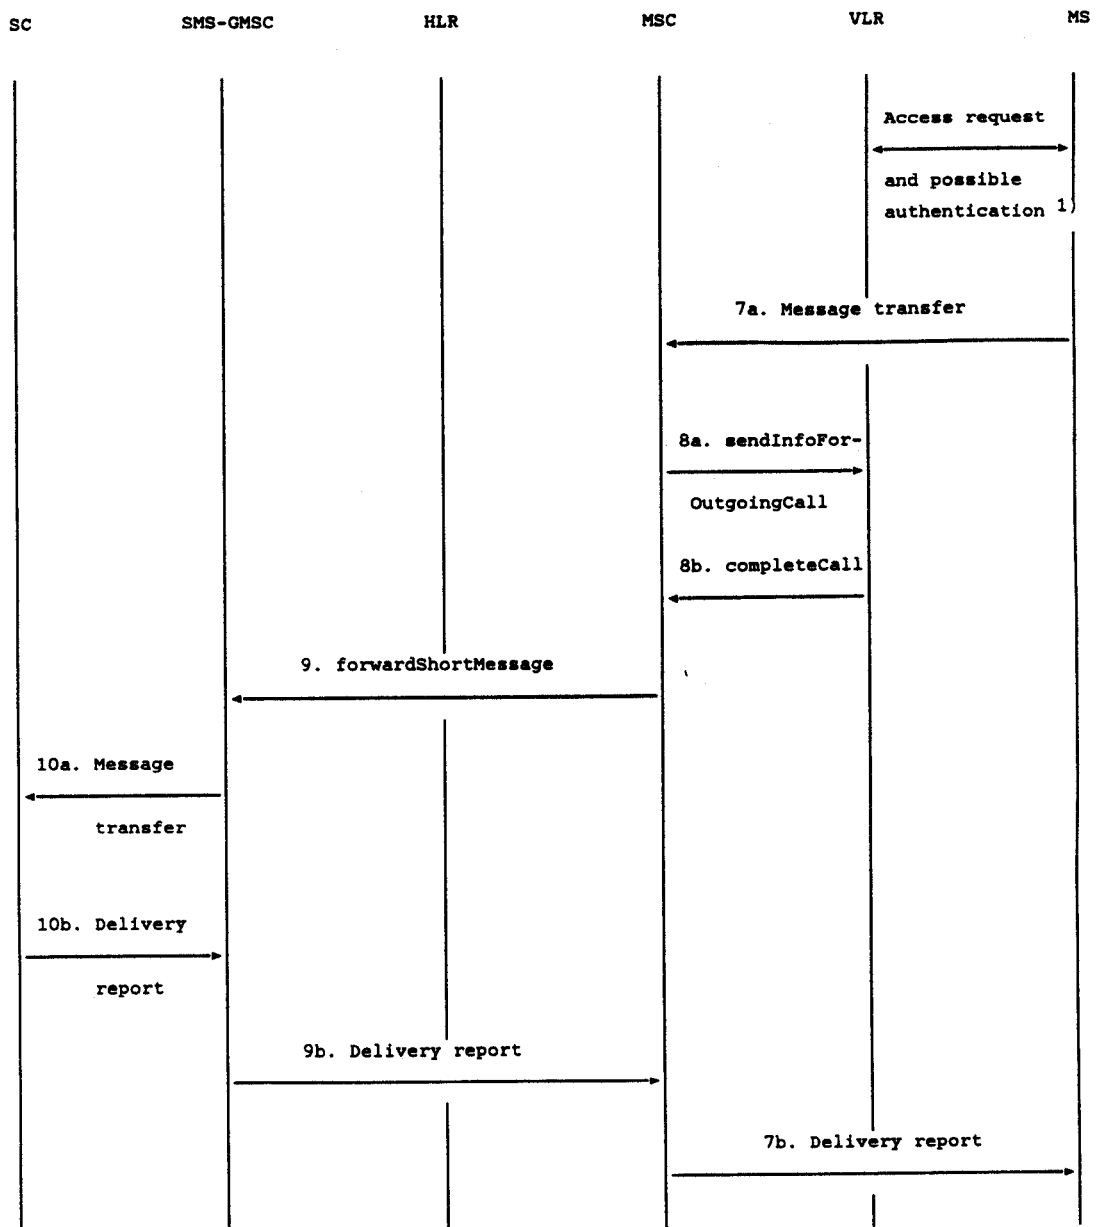 SC SMS-GMSC HLR MSC VLR MS
Access request
and possible
authentication 1)
7a. Message transfer
8a. sendInfoFor-
OutgoingCall
8b. completeCall
9. forwardShortMessage
10a. Message
transfer
10b. Delivery
report
9b. Delivery report
7b. Delivery report